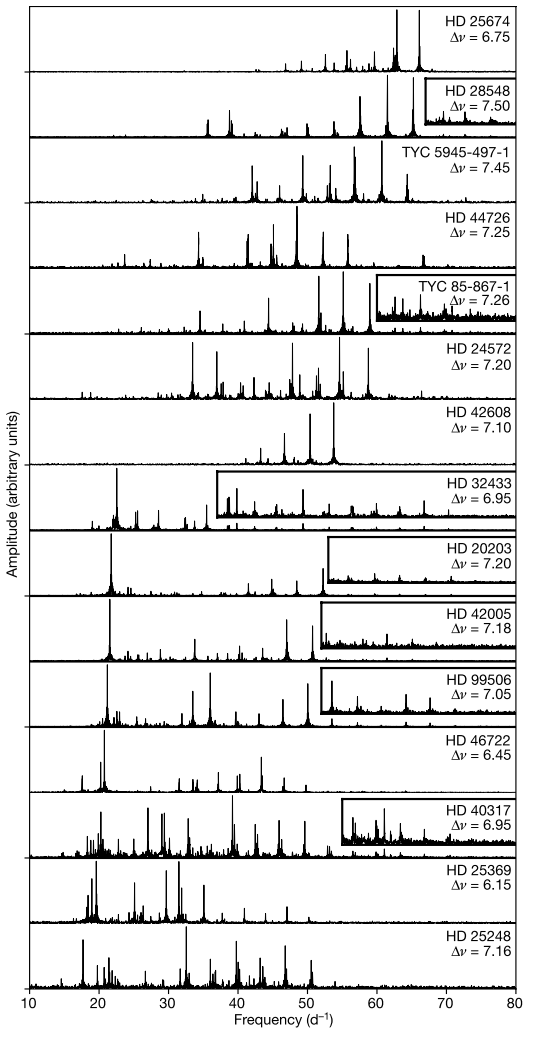 HD 25674
Δν = 6.75
HD 28548
Δν = 7.50
TYC 5945-497-1
Δν = 7.45
HD 44726
Δν = 7.25
TYC 85-867-1
Δν = 7.26
HD 24572
Δν = 7.20
HD 42608
Δν = 7.10
HD 32433
Δν = 6.95
HD 20203
Δν = 7.20
HD 42005
Δν = 7.18
HD 99506
Δν = 7.05
HD 46722
Δν = 6.45
HD 40317
Δν = 6.95
HD 25369
Δν = 6.15
HD 25248
Δν = 7.16
Amplitude (arbitrary units)
10 20 30 40 50 60 70 80
Frequency (d⁻¹)